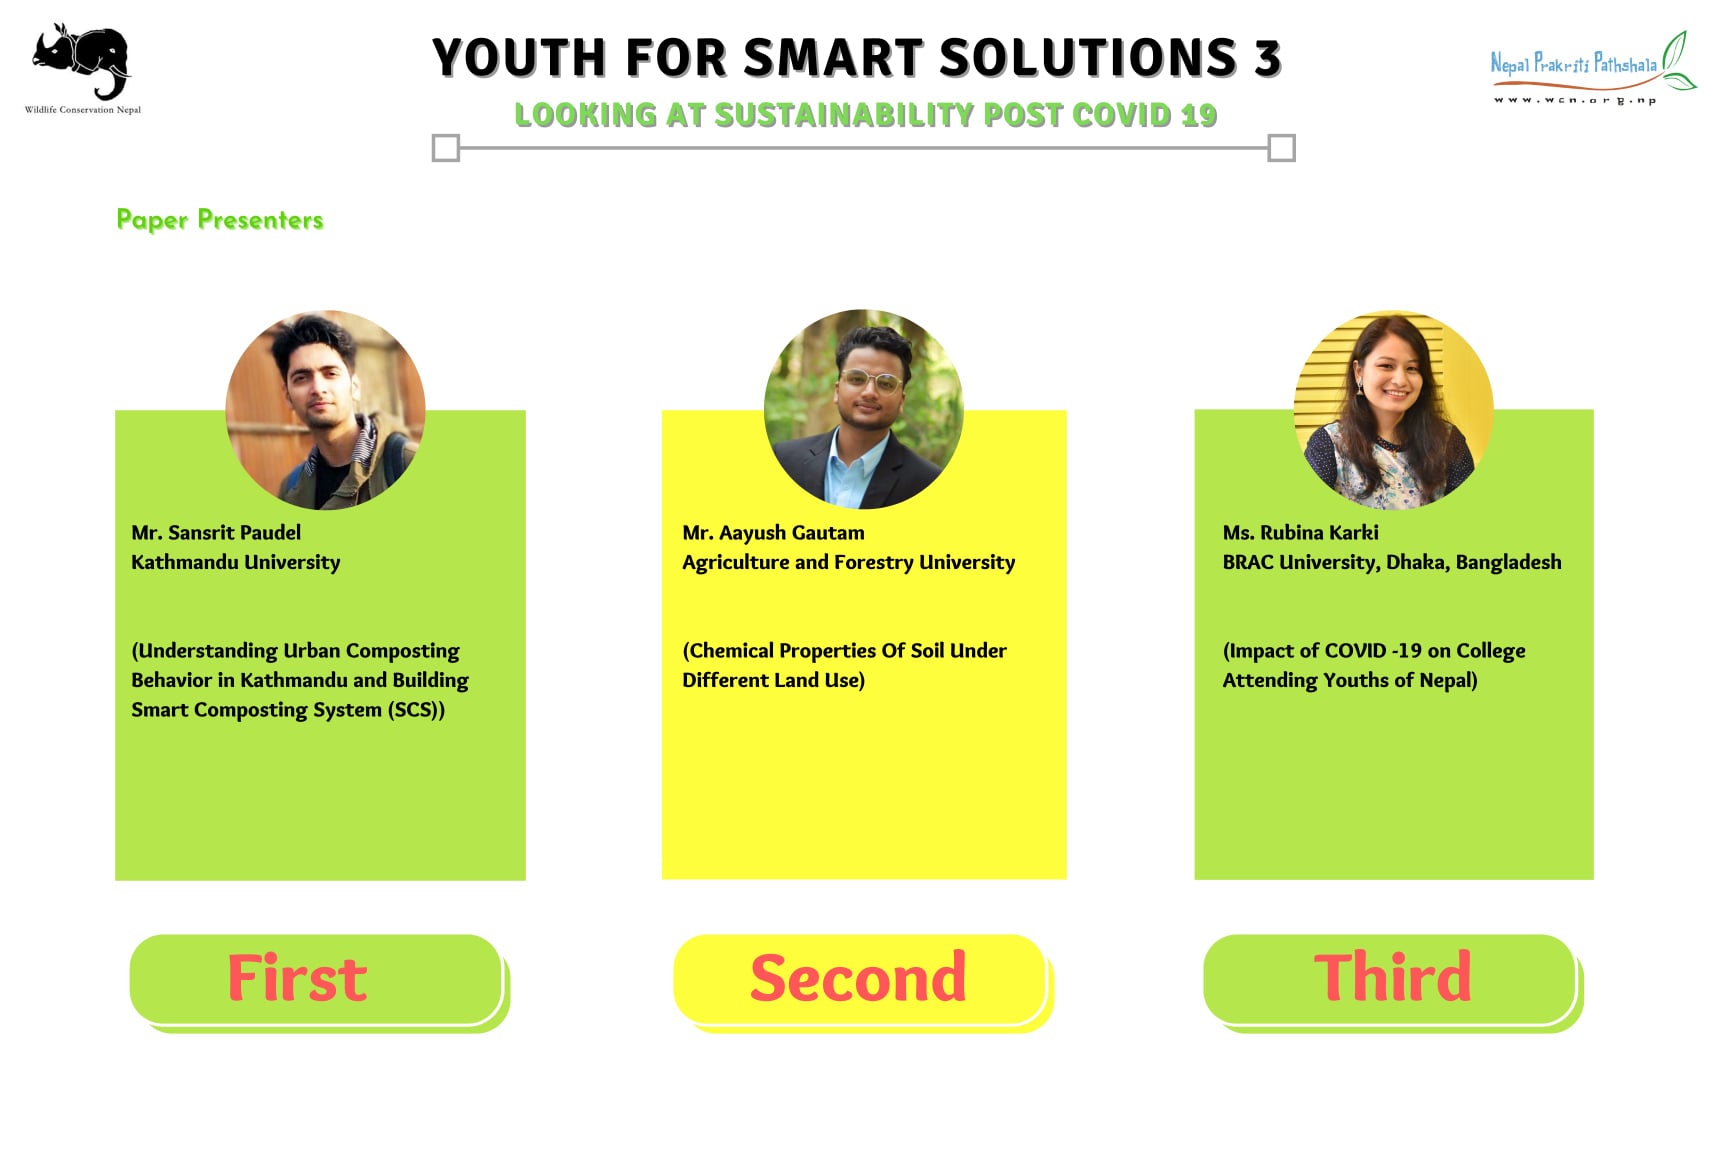 Wildlife Conservation Nepal
YOUTH FOR SMART SOLUTIONS 3
LOOKING AT SUSTAINABILITY POST COVID 19
Nepal Prakriti Pathshala
www.wcn.org.np
Paper Presenters
Mr. Sansrit Paudel
Kathmandu University
(Understanding Urban Composting
Behavior in Kathmandu and Building
Smart Composting System (SCS))
First
Mr. Aayush Gautam
Agriculture and Forestry University
(Chemical Properties Of Soil Under
Different Land Use)
Second
Ms. Rubina Karki
BRAC University, Dhaka, Bangladesh
(Impact of COVID -19 on College
Attending Youths of Nepal)
Third